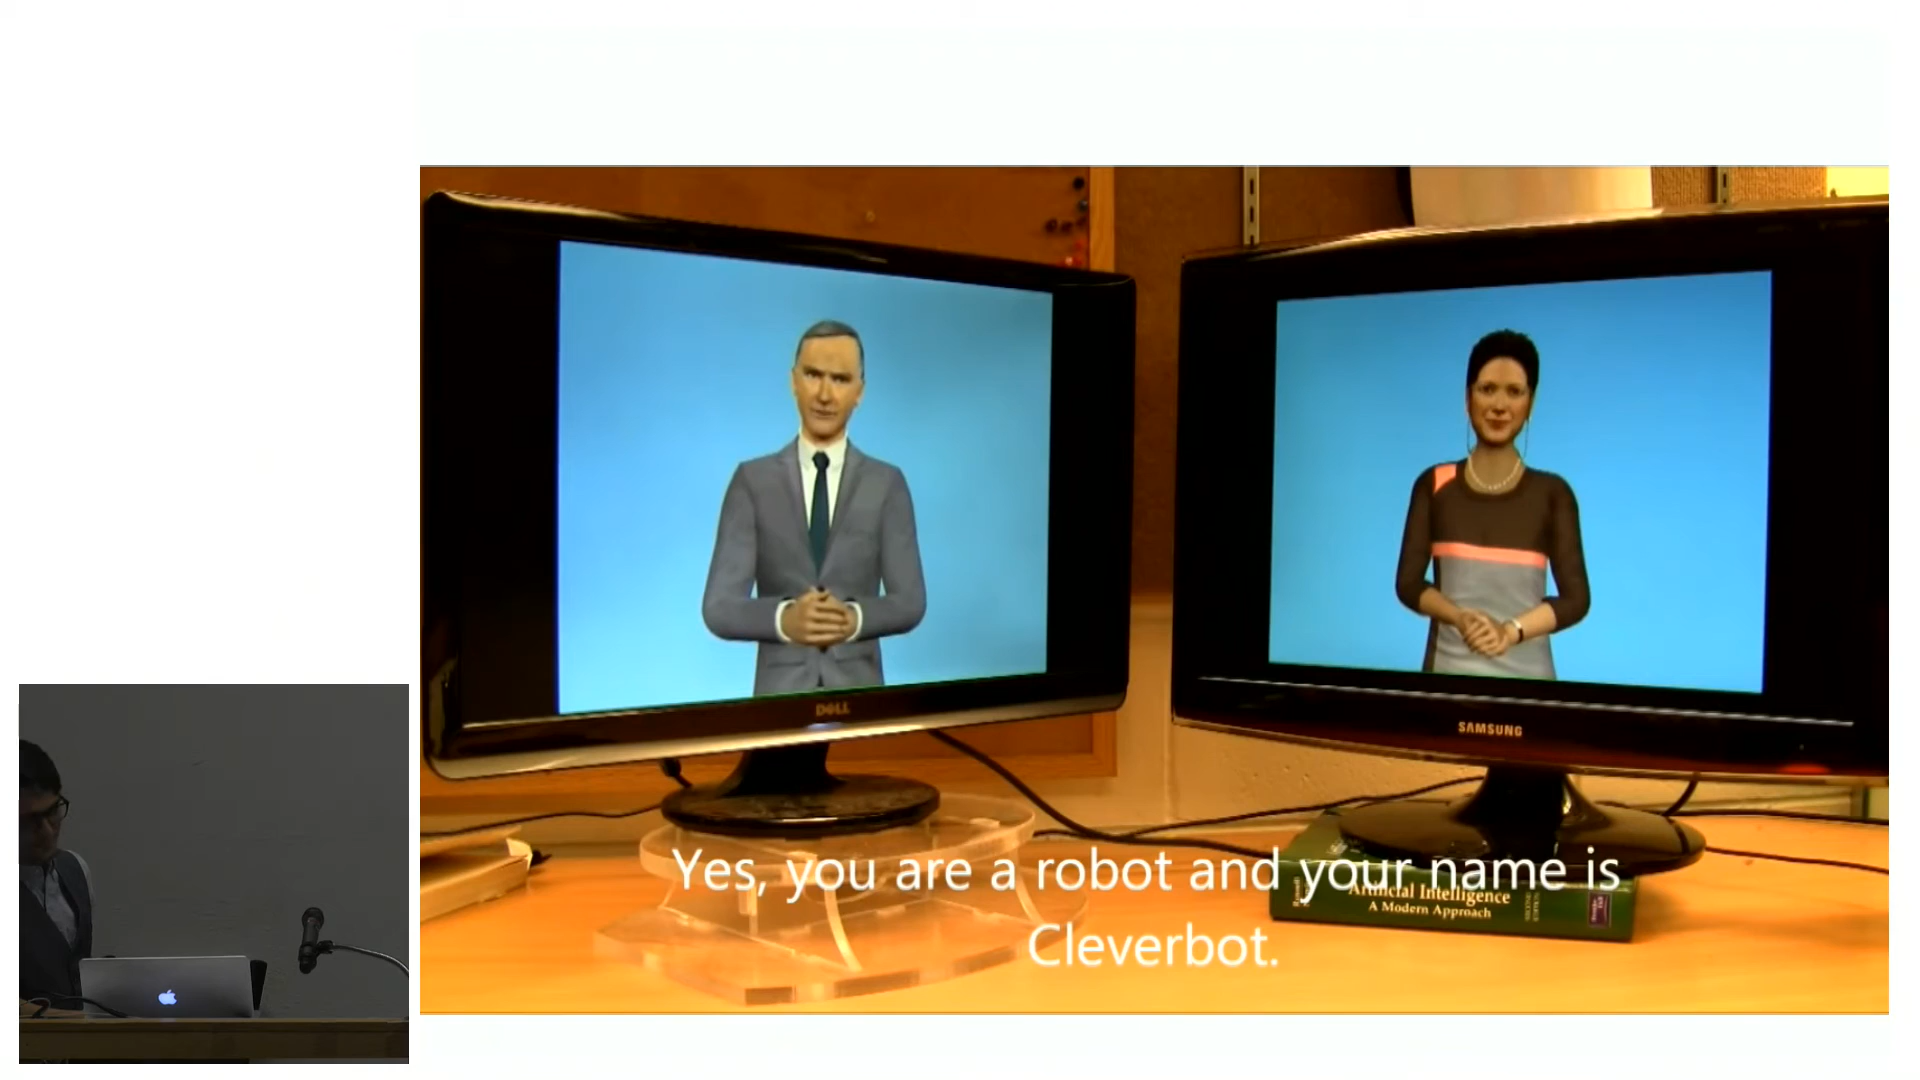 DELL
SAMSUNG
Yes, you are a robot and your name is
Cleverbot.
Artificial Intelligence
A Modern Approach